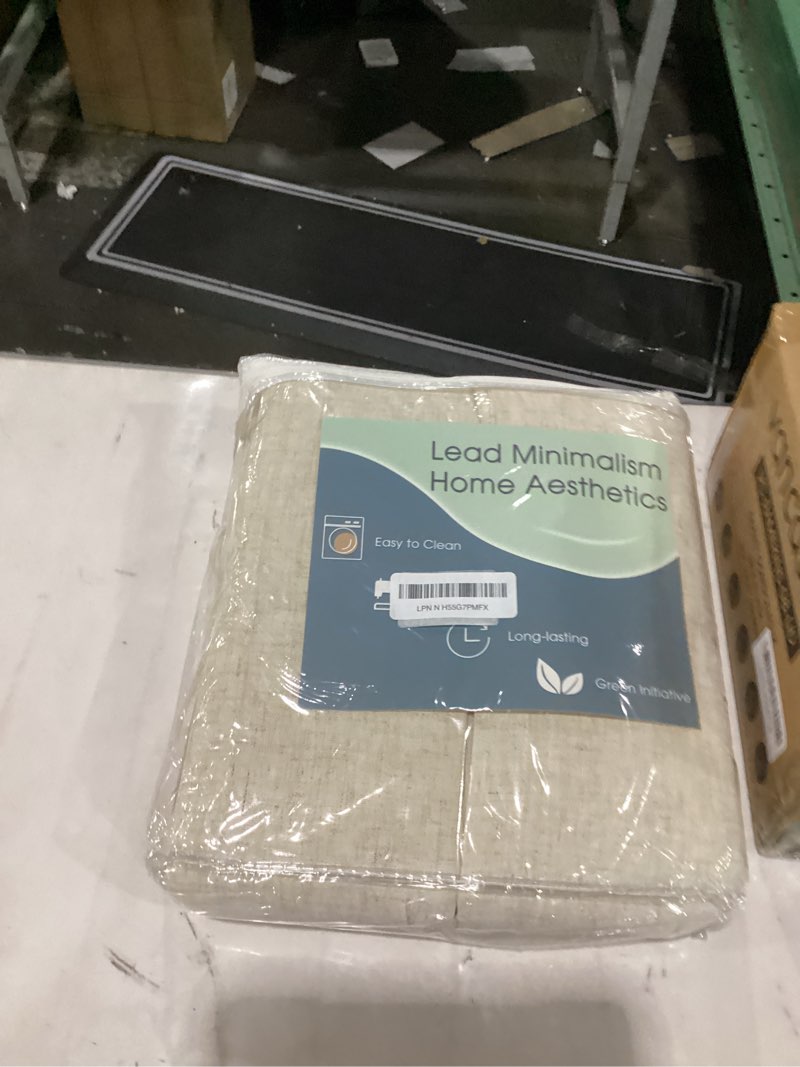 Lead Minimalism
Home Aesthetics
Easy to Clean
LPN N HS5G7PMFX
Long-lasting
Green Initiative